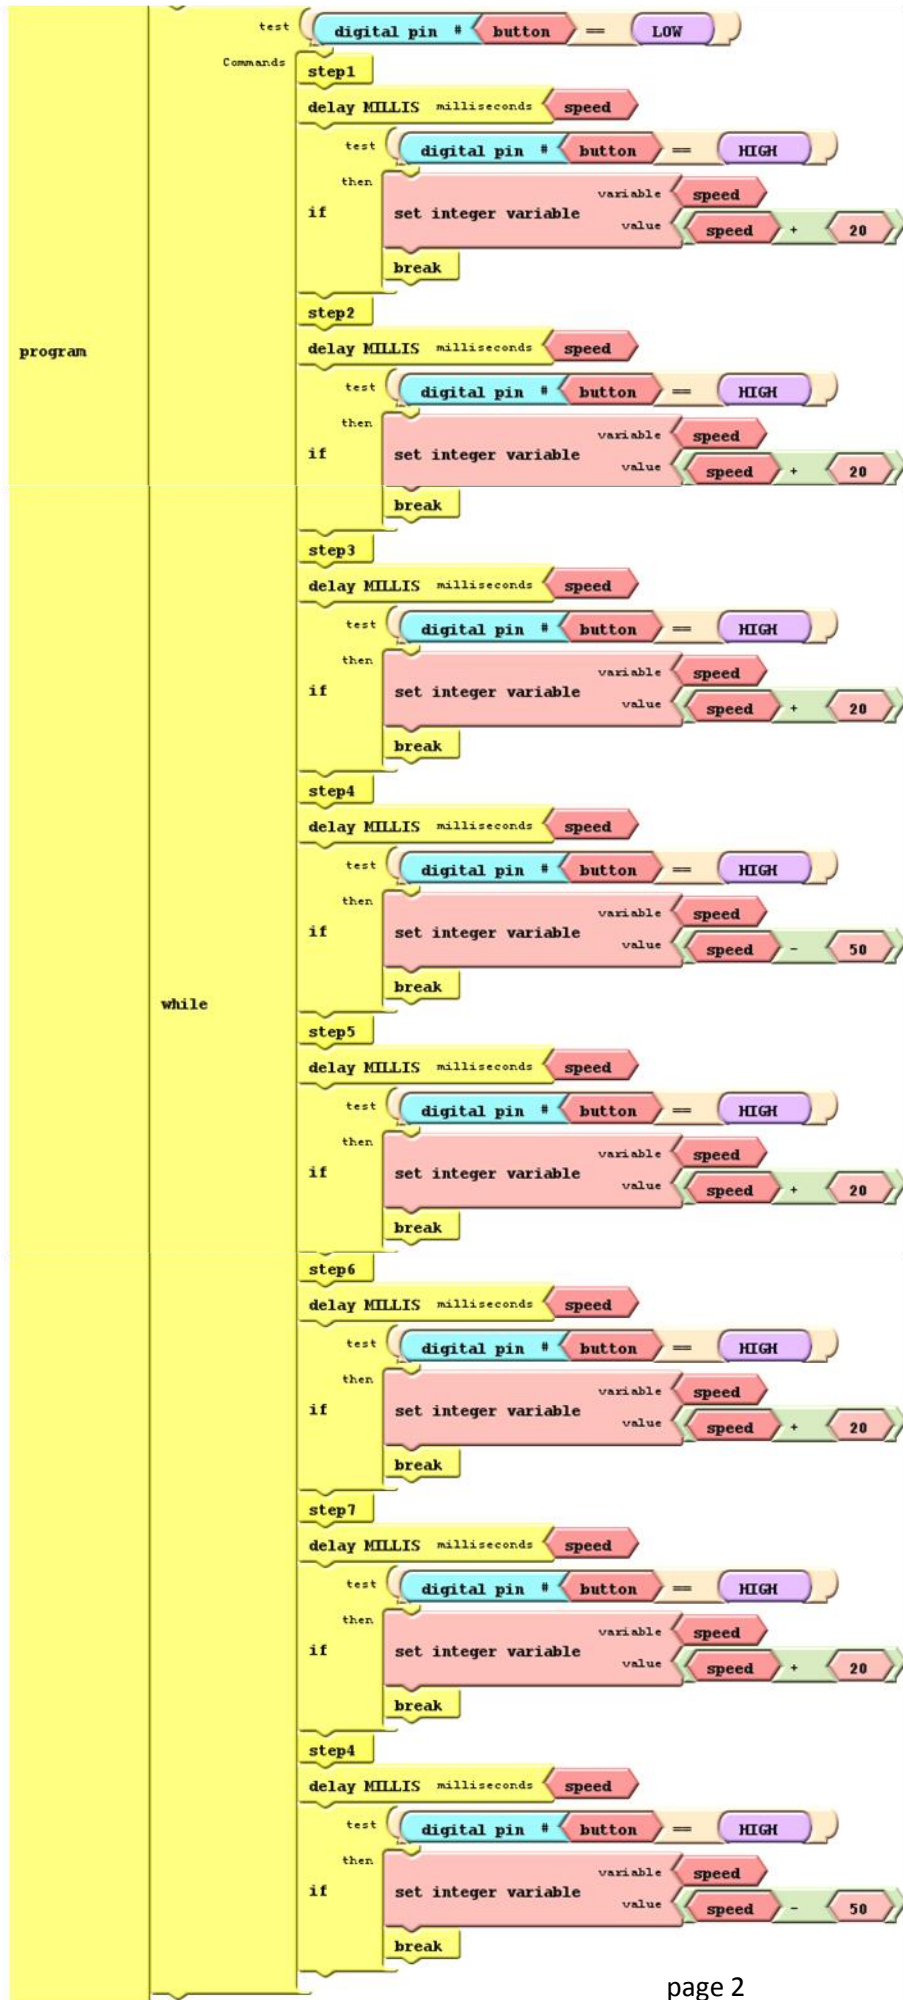 test digital pin # button == LOW
Commands
step1
delay MILLIS milliseconds speed
test digital pin # button == HIGH
then
variable speed
if set integer variable
value speed + 20
break
step2
program
delay MILLIS milliseconds speed
test digital pin # button == HIGH
then
variable speed
if set integer variable
value speed + 20
break
step3
delay MILLIS milliseconds speed
test digital pin # button == HIGH
then
variable speed
if set integer variable
value speed + 20
break
step4
delay MILLIS milliseconds speed
test digital pin # button == HIGH
then
variable speed
if set integer variable
value speed - 50
break
while
step5
delay MILLIS milliseconds speed
test digital pin # button == HIGH
then
variable speed
if set integer variable
value speed + 20
break
step6
delay MILLIS milliseconds speed
test digital pin # button == HIGH
then
variable speed
if set integer variable
value speed + 20
break
step7
delay MILLIS milliseconds speed
test digital pin # button == HIGH
then
variable speed
if set integer variable
value speed + 20
break
step4
delay MILLIS milliseconds speed
test digital pin # button == HIGH
then
variable speed
if set integer variable
value speed - 50
break
page 2